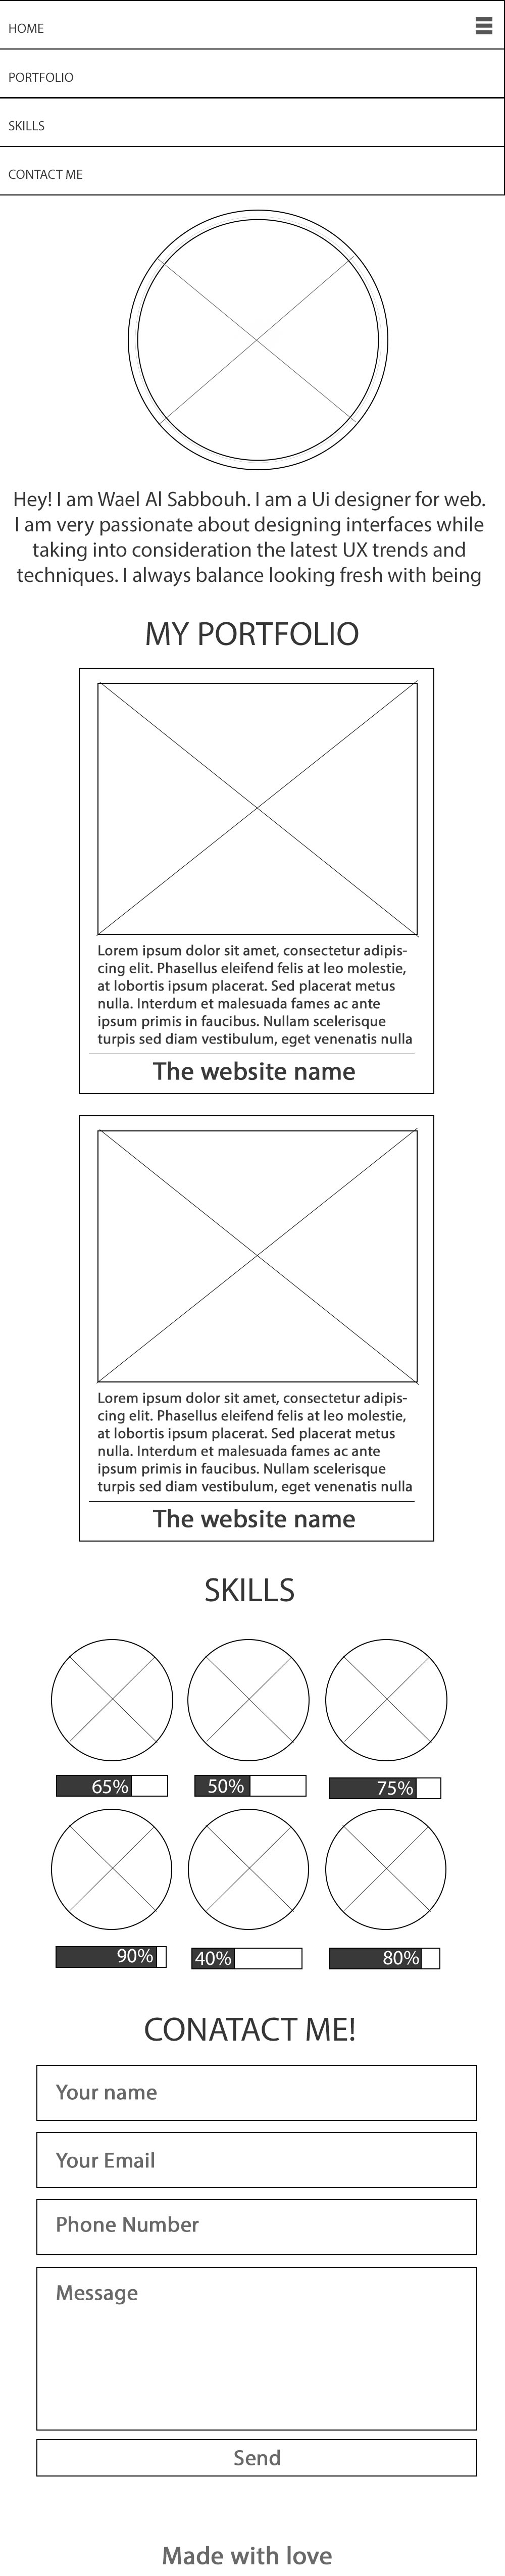 HOME
PORTFOLIO
SKILLS
CONTACT ME
Hey! I am Wael Al Sabbouh. I am a Ui designer for web.
I am very passionate about designing interfaces while
taking into consideration the latest UX trends and
techniques. I always balance looking fresh with being
MY PORTFOLIO
Lorem ipsum dolor sit amet, consectetur adipis-
cing elit. Phasellus eleifend felis at leo molestie,
at lobortis ipsum placerat. Sed placerat metus
nulla. Interdum et malesuada fames ac ante
ipsum primis in faucibus. Nullam scelerisque
turpis sed diam vestibulum, eget venenatis nulla
The website name
Lorem ipsum dolor sit amet, consectetur adipis-
cing elit. Phasellus eleifend felis at leo molestie,
at lobortis ipsum placerat. Sed placerat metus
nulla. Interdum et malesuada fames ac ante
ipsum primis in faucibus. Nullam scelerisque
turpis sed diam vestibulum, eget venenatis nulla
The website name
SKILLS
65% 50% 75%
90% 40% 80%
CONATACT ME!
Your name
Your Email
Phone Number
Message
Send
Made with love